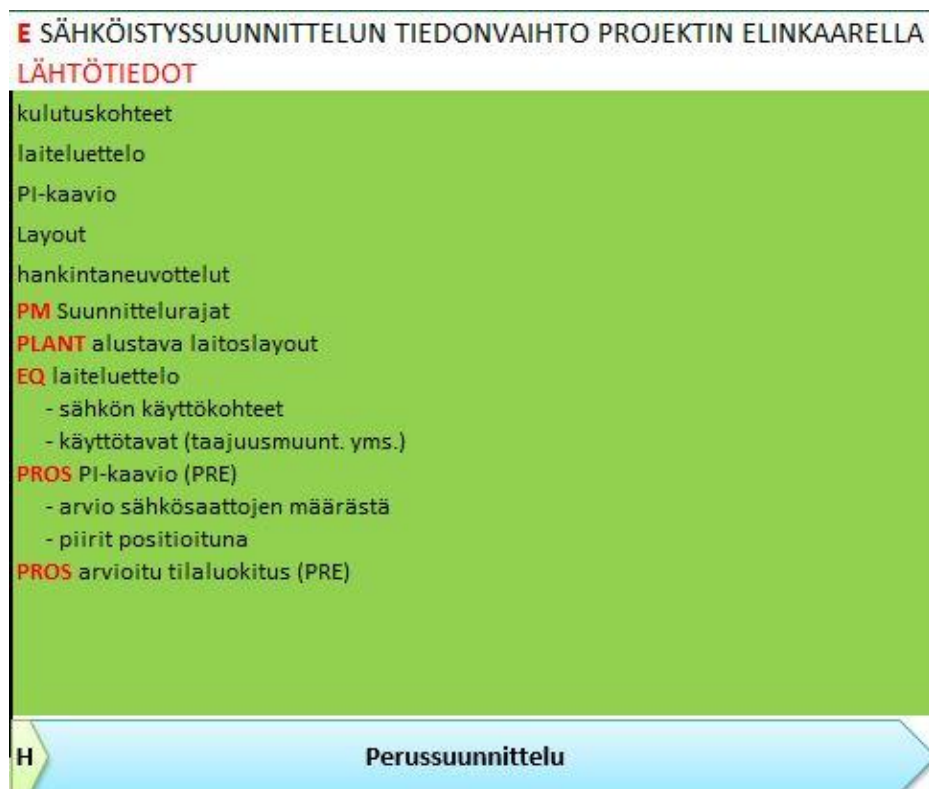 E SÄHKÖISTYSSUUNNITTELUN TIEDONVAIHTO PROJEKTIN ELINKAARELLA
LÄHTÖTIEDOT
kulutuskohteet
laiteluettelo
PI-kaavio
Layout
hankintaneuvottelut
PM Suunnittelurajat
PLANT alustava laitoslayout
EQ laiteluettelo
- sähkön käyttökohteet
- käyttötavat (taajuusmuunt. yms.)
PROS PI-kaavio (PRE)
- arvio sähkösaattojen määrästä
- piirit positioituna
PROS arvioitu tilaluokitus (PRE)
H Perussuunnittelu